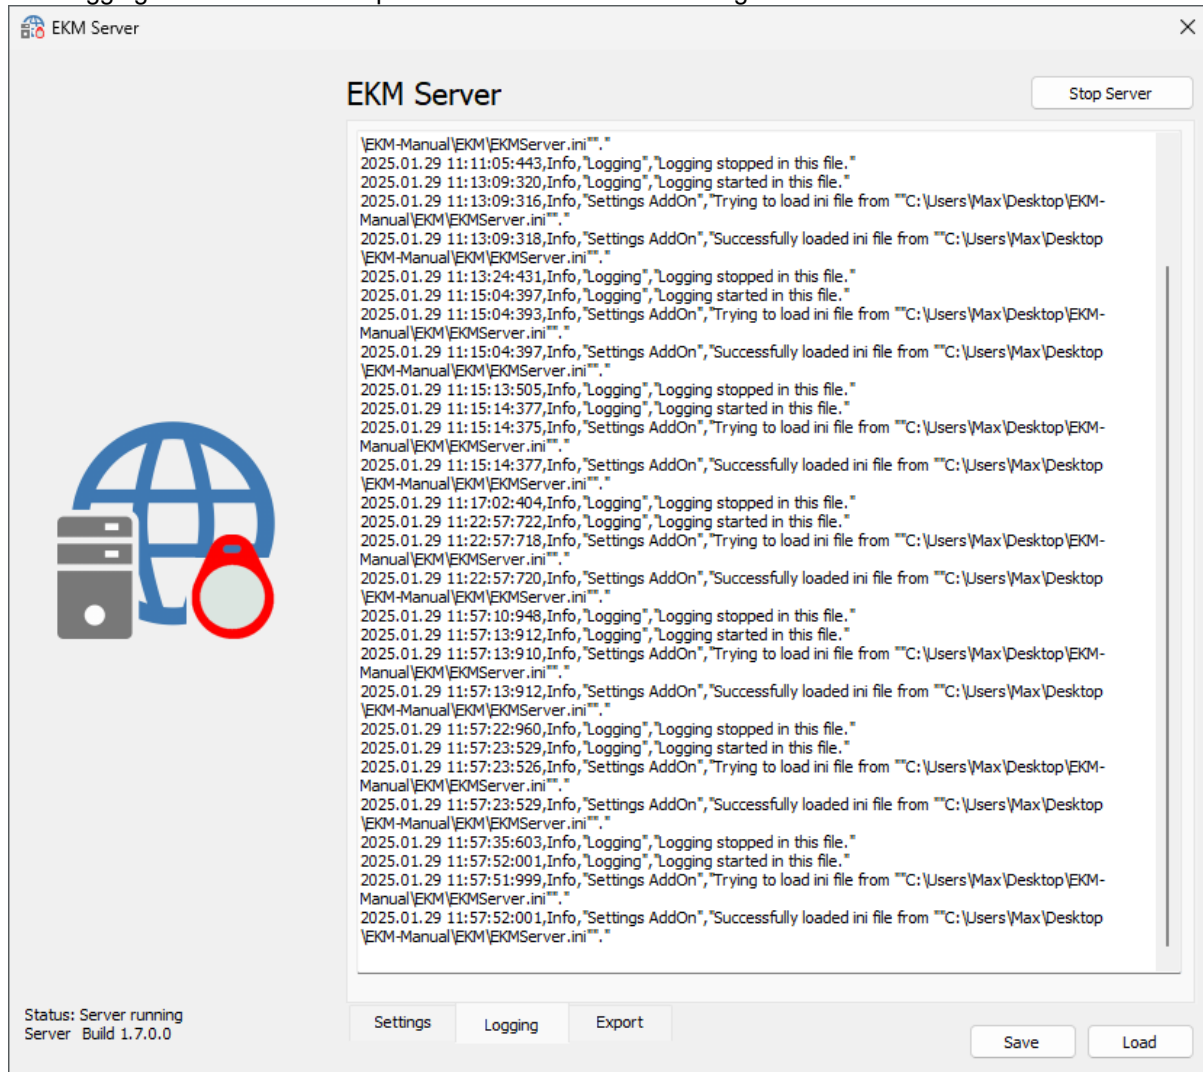 EKM Server
EKM Server
Stop Server
\EKM-Manual\EKM\EKMServer.ini""."
2025.01.29 11:11:05:443,Info,"Logging","Logging stopped in this file."
2025.01.29 11:13:09:320,Info,"Logging","Logging started in this file."
2025.01.29 11:13:09:316,Info,"Settings AddOn","Trying to load ini file from ""C:\Users\Max\Desktop\EKM-
Manual\EKM\EKMServer.ini""."
2025.01.29 11:13:09:318,Info,"Settings AddOn","Successfully loaded ini file from ""C:\Users\Max\Desktop
\EKM-Manual\EKM\EKMServer.ini""."
2025.01.29 11:13:24:431,Info,"Logging","Logging stopped in this file."
2025.01.29 11:15:04:397,Info,"Logging","Logging started in this file."
2025.01.29 11:15:04:393,Info,"Settings AddOn","Trying to load ini file from ""C:\Users\Max\Desktop\EKM-
Manual\EKM\EKMServer.ini""."
2025.01.29 11:15:04:397,Info,"Settings AddOn","Successfully loaded ini file from ""C:\Users\Max\Desktop
\EKM-Manual\EKM\EKMServer.ini""."
2025.01.29 11:15:13:505,Info,"Logging","Logging stopped in this file."
2025.01.29 11:15:14:377,Info,"Logging","Logging started in this file."
2025.01.29 11:15:14:375,Info,"Settings AddOn","Trying to load ini file from ""C:\Users\Max\Desktop\EKM-
Manual\EKM\EKMServer.ini""."
2025.01.29 11:15:14:377,Info,"Settings AddOn","Successfully loaded ini file from ""C:\Users\Max\Desktop
\EKM-Manual\EKM\EKMServer.ini""."
2025.01.29 11:17:02:404,Info,"Logging","Logging stopped in this file."
2025.01.29 11:22:57:722,Info,"Logging","Logging started in this file."
2025.01.29 11:22:57:718,Info,"Settings AddOn","Trying to load ini file from ""C:\Users\Max\Desktop\EKM-
Manual\EKM\EKMServer.ini""."
2025.01.29 11:22:57:720,Info,"Settings AddOn","Successfully loaded ini file from ""C:\Users\Max\Desktop
\EKM-Manual\EKM\EKMServer.ini""."
2025.01.29 11:57:10:948,Info,"Logging","Logging stopped in this file."
2025.01.29 11:57:13:912,Info,"Logging","Logging started in this file."
2025.01.29 11:57:13:910,Info,"Settings AddOn","Trying to load ini file from ""C:\Users\Max\Desktop\EKM-
Manual\EKM\EKMServer.ini""."
2025.01.29 11:57:13:912,Info,"Settings AddOn","Successfully loaded ini file from ""C:\Users\Max\Desktop
\EKM-Manual\EKM\EKMServer.ini""."
2025.01.29 11:57:22:960,Info,"Logging","Logging stopped in this file."
2025.01.29 11:57:23:529,Info,"Logging","Logging started in this file."
2025.01.29 11:57:23:526,Info,"Settings AddOn","Trying to load ini file from ""C:\Users\Max\Desktop\EKM-
Manual\EKM\EKMServer.ini""."
2025.01.29 11:57:23:529,Info,"Settings AddOn","Successfully loaded ini file from ""C:\Users\Max\Desktop
\EKM-Manual\EKM\EKMServer.ini""."
2025.01.29 11:57:35:603,Info,"Logging","Logging stopped in this file."
2025.01.29 11:57:52:001,Info,"Logging","Logging started in this file."
2025.01.29 11:57:51:999,Info,"Settings AddOn","Trying to load ini file from ""C:\Users\Max\Desktop\EKM-
Manual\EKM\EKMServer.ini""."
2025.01.29 11:57:52:001,Info,"Settings AddOn","Successfully loaded ini file from ""C:\Users\Max\Desktop
\EKM-Manual\EKM\EKMServer.ini""."
Status: Server running
Server Build 1.7.0.0
Settings
Logging
Export
Save
Load